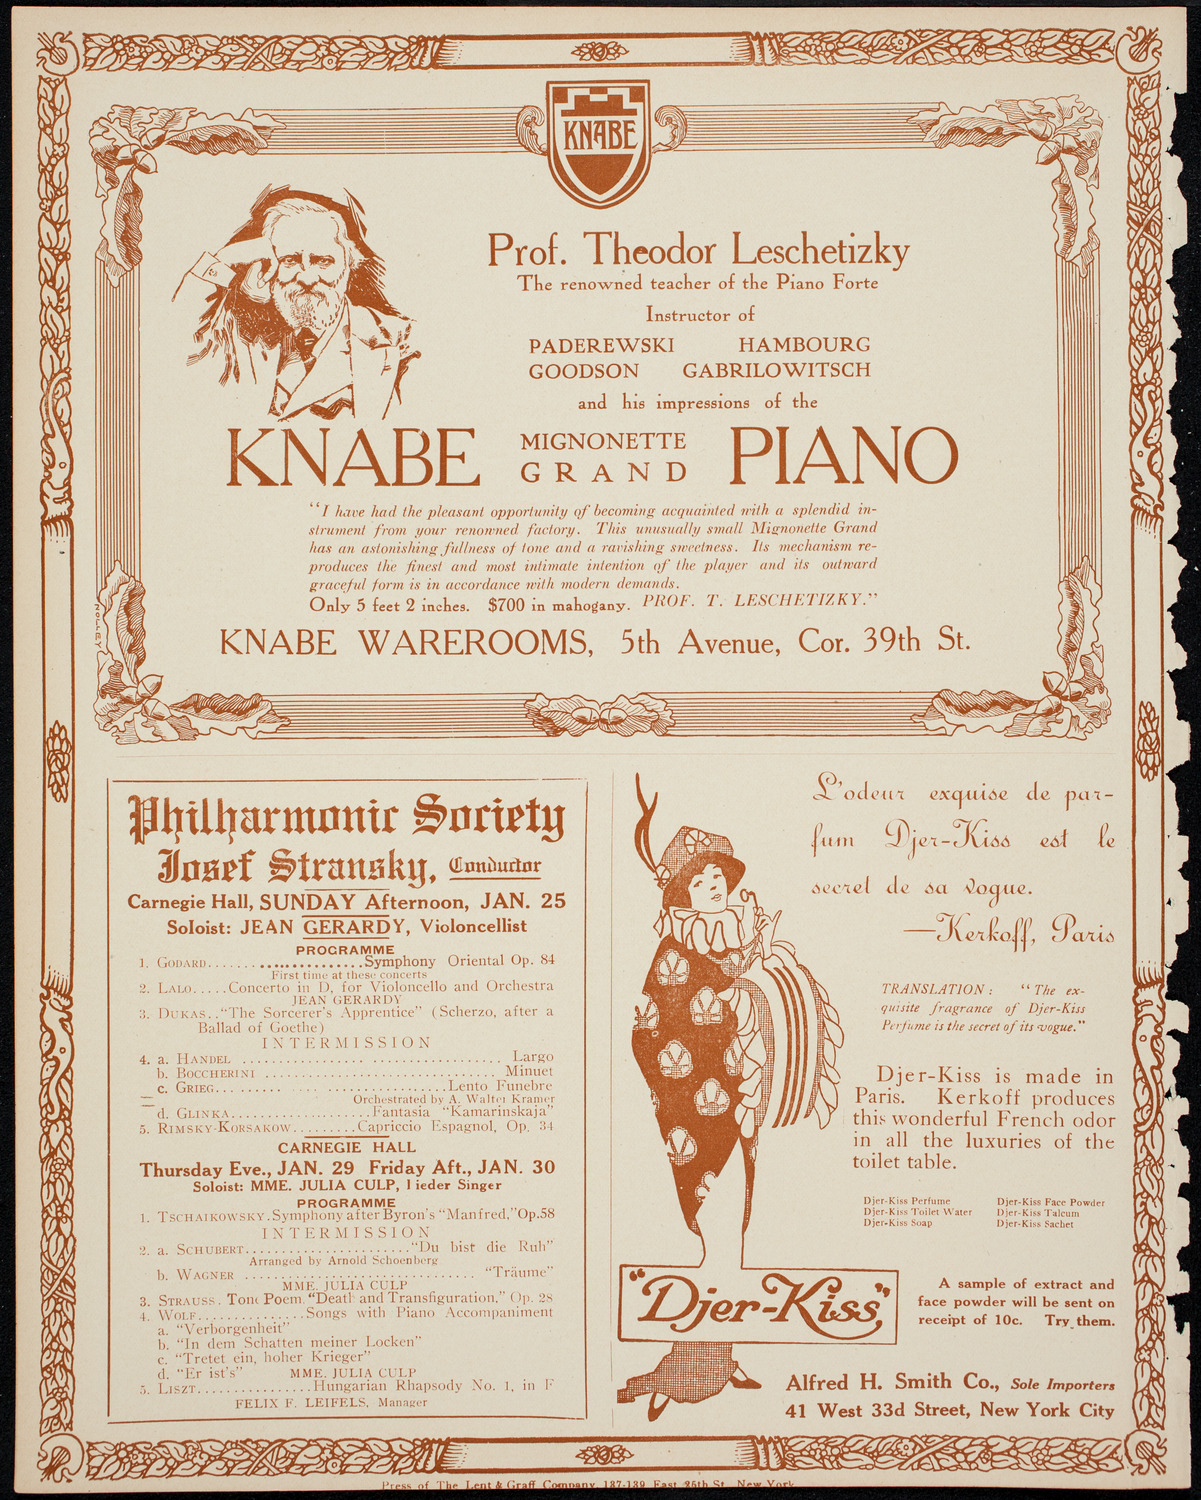 KNABE
Prof. Theodor Leschetizky
The renowned teacher of the Piano Forte
Instructor of
PADEREWSKI HAMBOURG
GOODSON GABRILOWITSCH
and his impressions of the
KNABE MIGNONETTE GRAND PIANO
"I have had the pleasant opportunity of becoming acquainted with a splendid in-
strument from your renowned factory. This unusually small Mignonette Grand
has an astonishing fullness of tone and a ravishing sweetness. Its mechanism re-
produces the finest and most intimate intention of the player and its outward
graceful form is in accordance with modern demands.
Only 5 feet 2 inches. $700 in mahogany. PROF. T. LESCHETIZKY."
KNABE WAREROOMS, 5th Avenue, Cor. 39th St.
Philharmonic Society
Josef Stransky, Conductor
Carnegie Hall, SUNDAY Afternoon, JAN. 25
Soloist: JEAN GERARDY, Violoncellist
PROGRAMME
1. GODARD....................Symphony Oriental Op. 84
First time at these concerts
2. LALO.....Concerto in D, for Violoncello and Orchestra
JEAN GERARDY
3. DUKAS..."The Sorcerer's Apprentice" (Scherzo, after a
Ballad of Goethe)
INTERMISSION
4. a. HANDEL .................................. Largo
b. BOCCHERINI .................................. Minuet
c. GRIEG..................................Lento Funebre
Orchestrated by A. Walter Kramer
d. GLINKA....................Fantasia "Kamarinskaja"
5. RIMSKY-KORSAKOW.........Capriccio Espagnol, Op. 34
CARNEGIE HALL
Thursday Eve., JAN. 29 Friday Aft., JAN. 30
Soloist: MME. JULIA CULP, Lieder Singer
PROGRAMME
1. TSCHAIKOWSKY.Symphony after Byron's "Manfred,"Op.58
INTERMISSION
2. a. SCHUBERT......................"Du bist die Ruh"
Arranged by Arnold Schoenberg
b. WAGNER .............................. "Träume"
MME. JULIA CULP
3. STRAUSS. Tone Poem, "Death and Transfiguration," Op. 28
4. WOLF...............Songs with Piano Accompaniment
a. "Verborgenheit"
b. "In dem Schatten meiner Locken"
c. "Tretet ein, hoher Krieger"
d. "Er ist's" MME. JULIA CULP
5. LISZT................Hungarian Rhapsody No. 1, in F
FELIX F. LEIFELS, Manager
L'odeur exquise de par-
fum Djer-Kiss est le
secret de sa vogue.
—Kerkoff, Paris
TRANSLATION: "The ex-
quisite fragrance of Djer-Kiss
Perfume is the secret of its vogue."
Djer-Kiss is made in
Paris. Kerkoff produces
this wonderful French odor
in all the luxuries of the
toilet table.
Djer-Kiss Perfume Djer-Kiss Face Powder
Djer-Kiss Toilet Water Djer-Kiss Talcum
Djer-Kiss Soap Djer-Kiss Sachet
"Djer-Kiss"
A sample of extract and
face powder will be sent on
receipt of 10c. Try them.
Alfred H. Smith Co., Sole Importers
41 West 33d Street, New York City
Press of The Lent & Graff Company, 137-139 East 25th St., New York